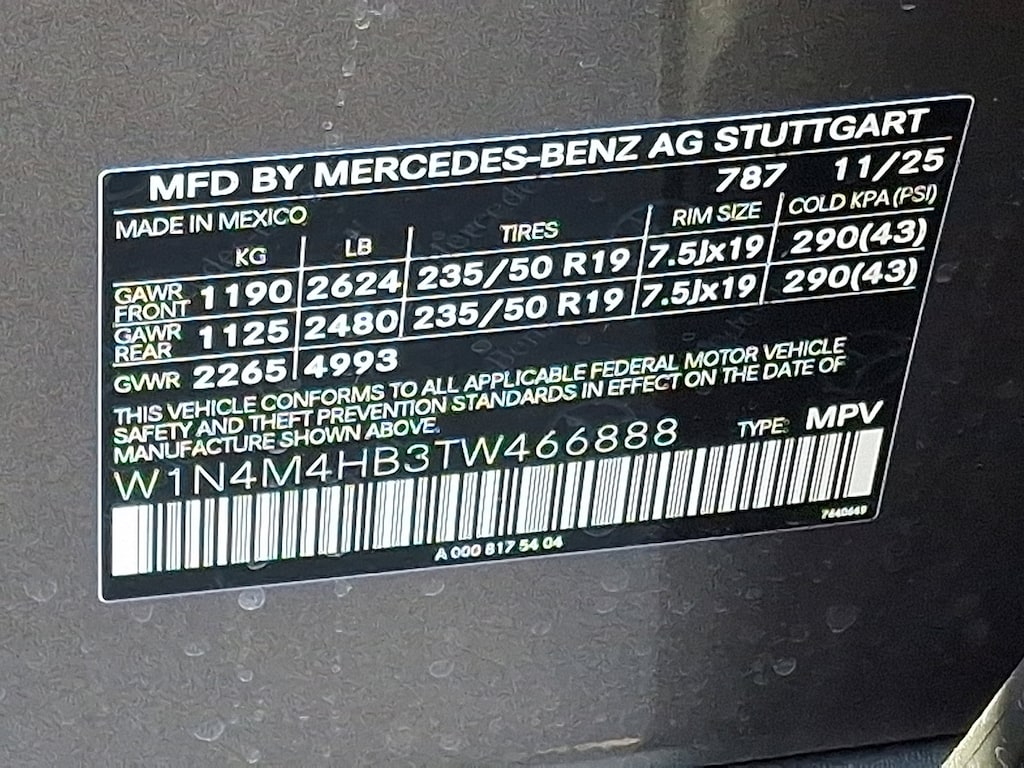 MFD BY MERCEDES-BENZ AG STUTTGART
787 11/25
MADE IN MEXICO
KG LB TIRES RIM SIZE COLD KPA (PSI)
GAWR FRONT 1190 2624 235/50 R19 7.5Jx19 290(43)
GAWR REAR 1125 2480 235/50 R19 7.5Jx19 290(43)
GVWR 2265 4993
THIS VEHICLE CONFORMS TO ALL APPLICABLE FEDERAL MOTOR VEHICLE
SAFETY AND THEFT PREVENTION STANDARDS IN EFFECT ON THE DATE OF
MANUFACTURE SHOWN ABOVE.
W1N4M4HB3TW466888 TYPE: MPV
7640649
A 000 817 54 04